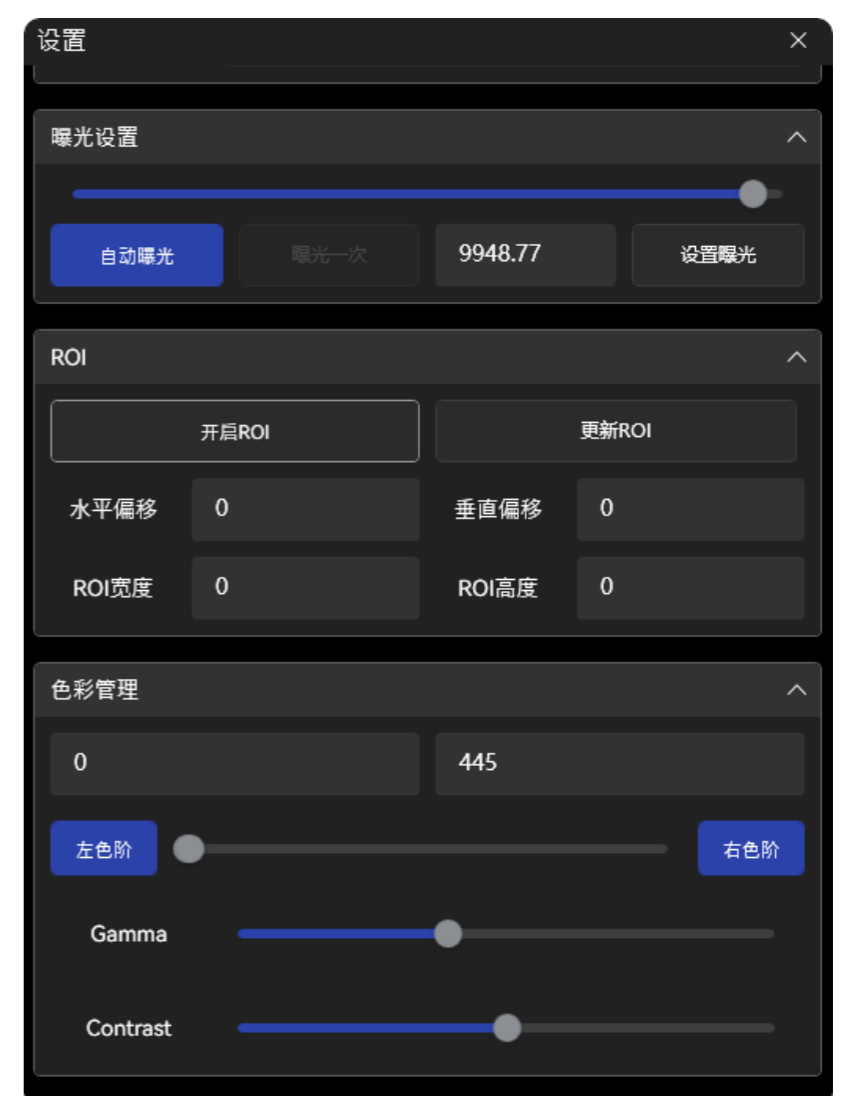 设置
曝光设置
自动曝光 曝光一次 9948.77 设置曝光
ROI
开启ROI 更新ROI
水平偏移 0 垂直偏移 0
ROI宽度 0 ROI高度 0
色彩管理
0 445
左色阶 右色阶
Gamma
Contrast